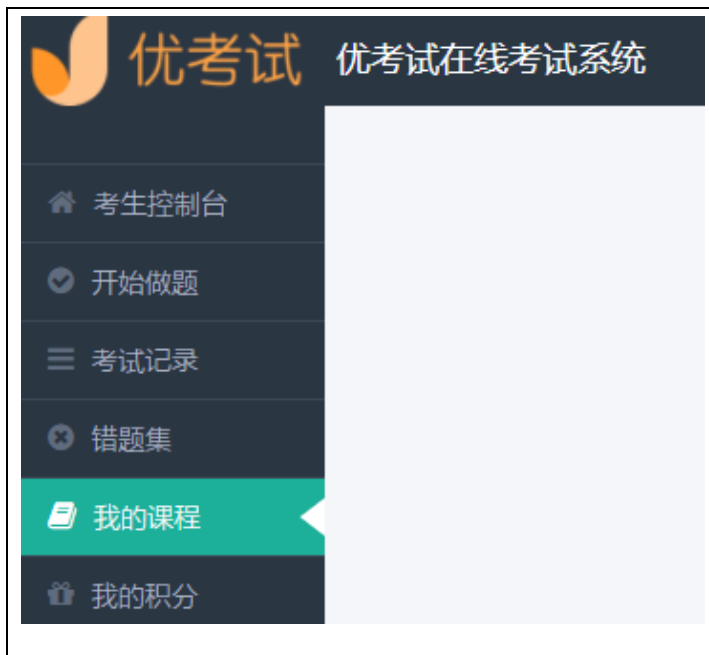 优考试 优考试在线考试系统
考生控制台
开始做题
考试记录
错题集
我的课程
我的积分